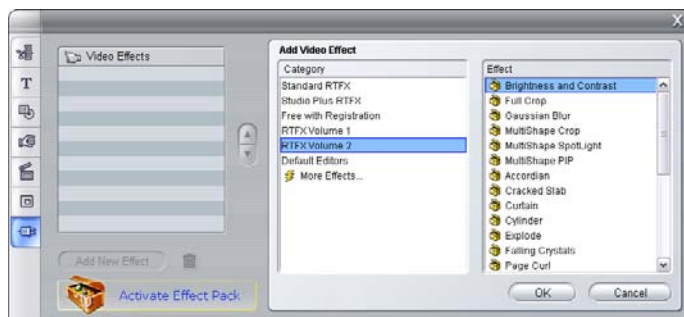 X
Video Effects
T
Add New Effect
Activate Effect Pack
Add Video Effect
Category
Standard RTFX
Studio Plus RTFX
Free with Registration
RTFX Volume 1
RTFX Volume 2
Default Editors
More Effects...
Effect
Brightness and Contrast
Full Crop
Gaussian Blur
MultiShape Crop
MultiShape SpotLight
MultiShape PIP
Accordian
Cracked Slab
Curtain
Cylinder
Explode
Falling Crystals
Page Curl
OK
Cancel